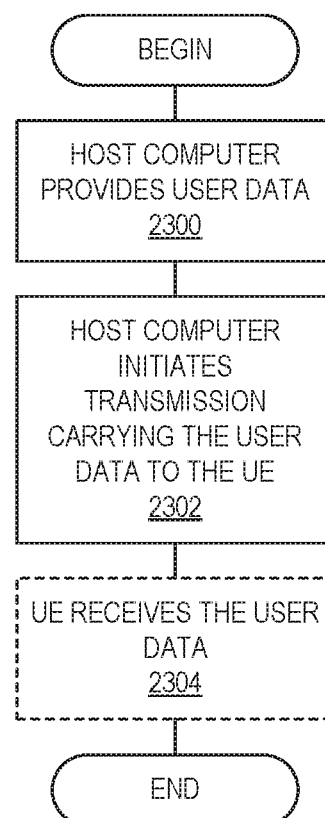 BEGIN
HOST COMPUTER
PROVIDES USER DATA
2300
HOST COMPUTER
INITIATES
TRANSMISSION
CARRYING THE USER
DATA TO THE UE
2302
UE RECEIVES THE USER
DATA
2304
END